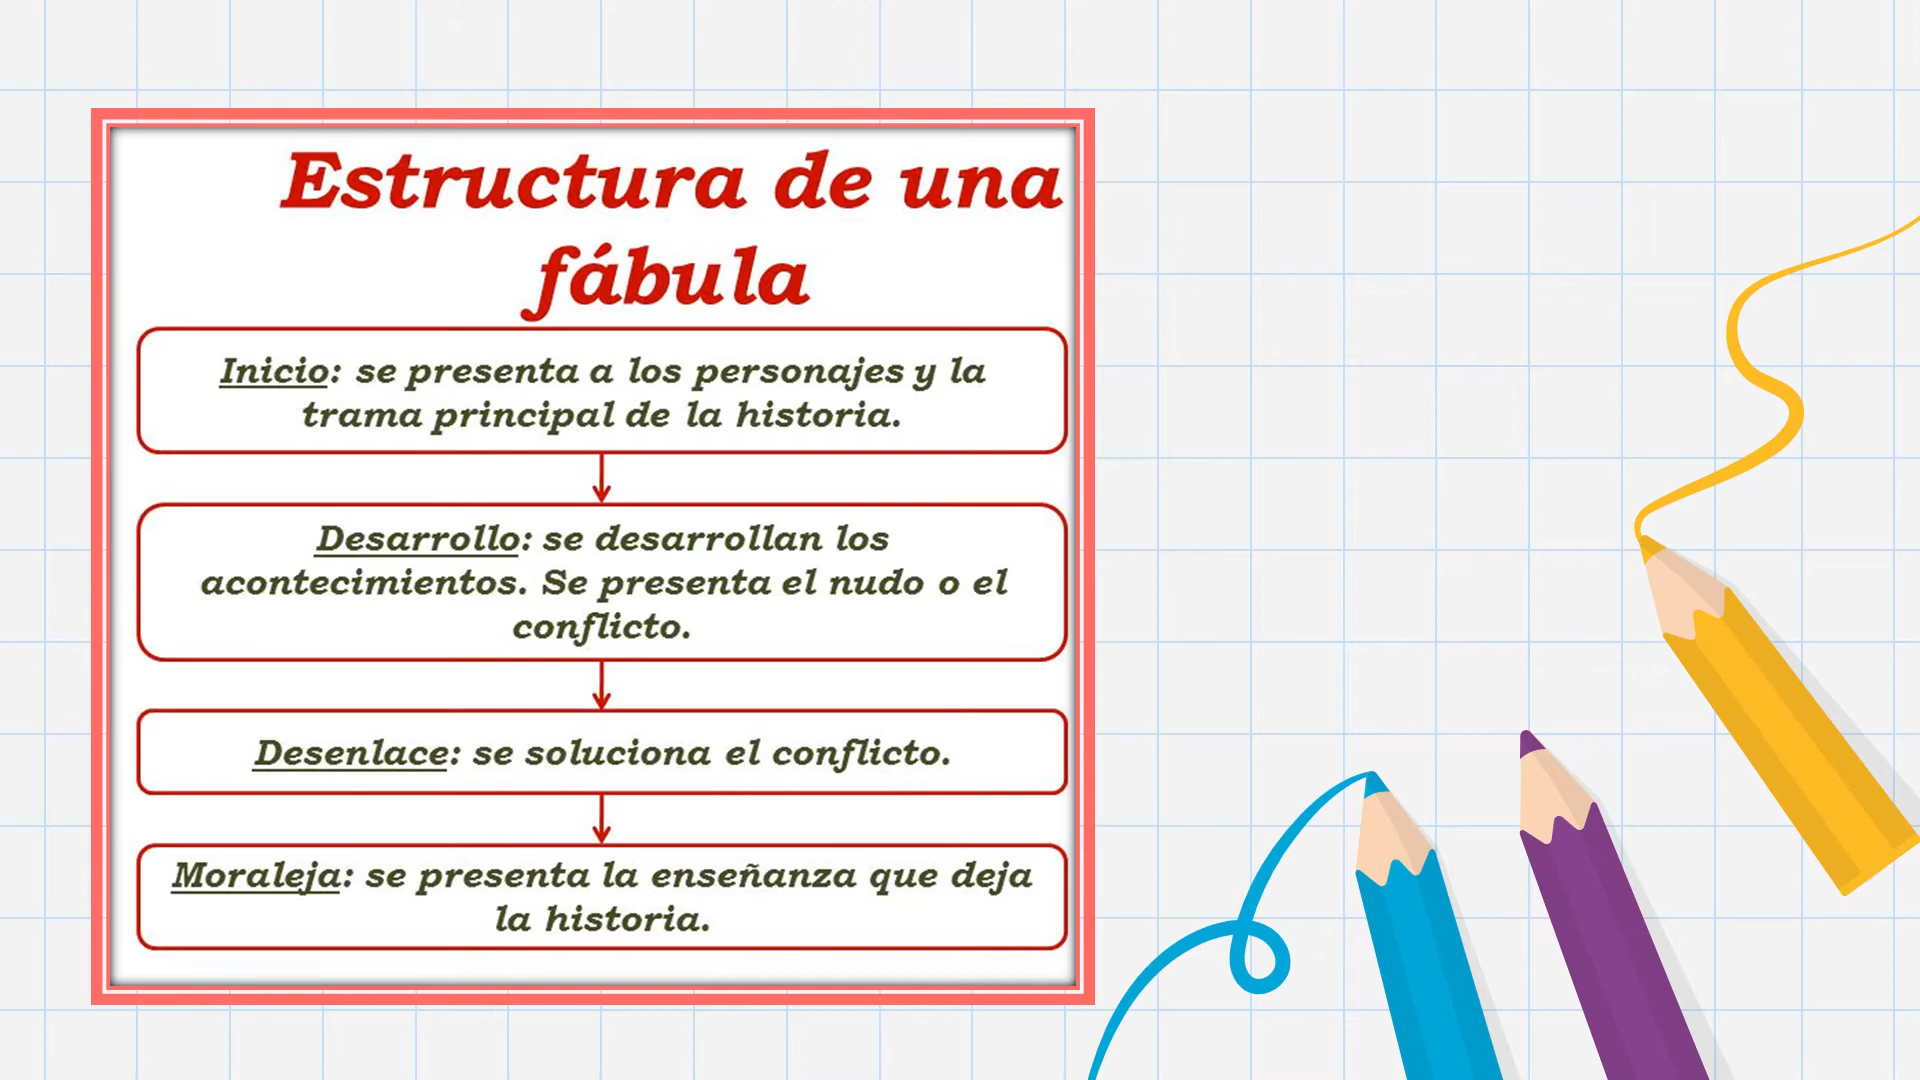 Estructura de una
fábula
Inicio: se presenta a los personajes y la
trama principal de la historia.
Desarrollo: se desarrollan los
acontecimientos. Se presenta el nudo o el
conflicto.
Desenlace: se soluciona el conflicto.
Moraleja: se presenta la enseñanza que deja
la historia.